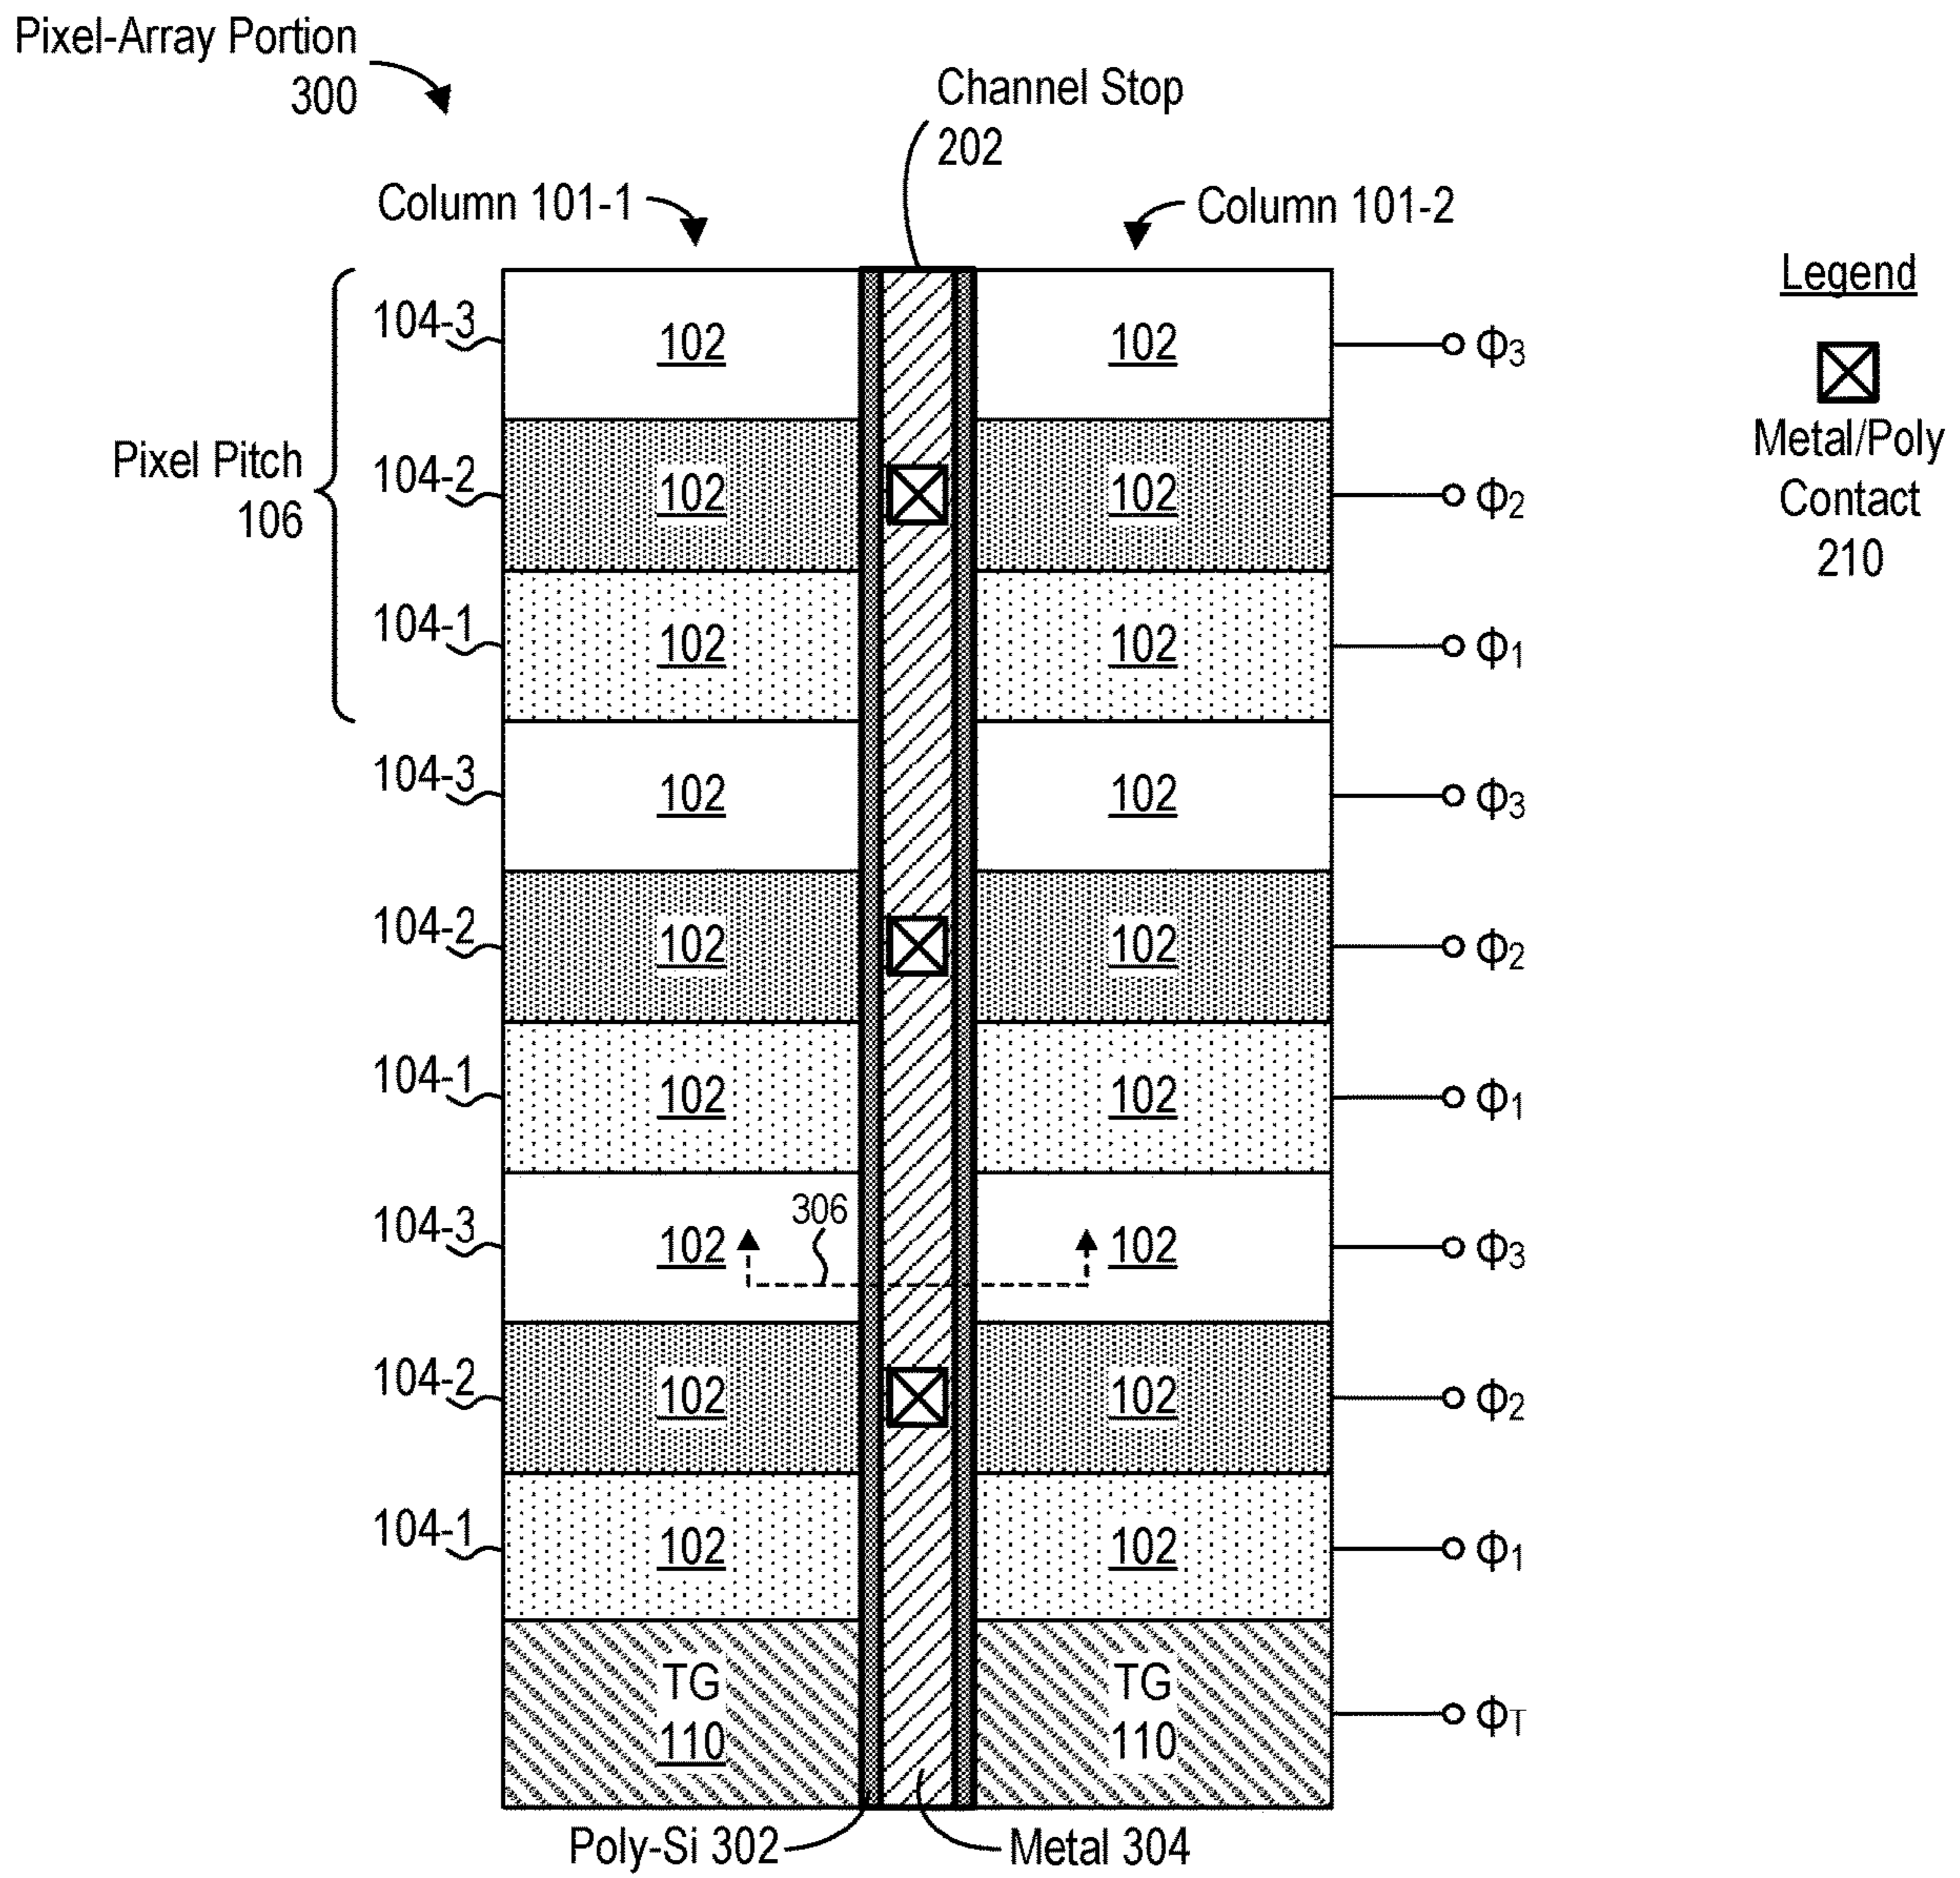 Pixel-Array Portion
300
Channel Stop
202
Column 101-1
Column 101-2
Legend
Metal/Poly
Contact
210
Pixel Pitch
106
104-3 102 102 Φ3
104-2 102 102 Φ2
104-1 102 102 Φ1
104-3 102 102 Φ3
104-2 102 102 Φ2
104-1 102 102 Φ1
306
104-3 102 102 Φ3
104-2 102 102 Φ2
104-1 102 102 Φ1
TG TG
110 110 ΦT
Poly-Si 302
Metal 304